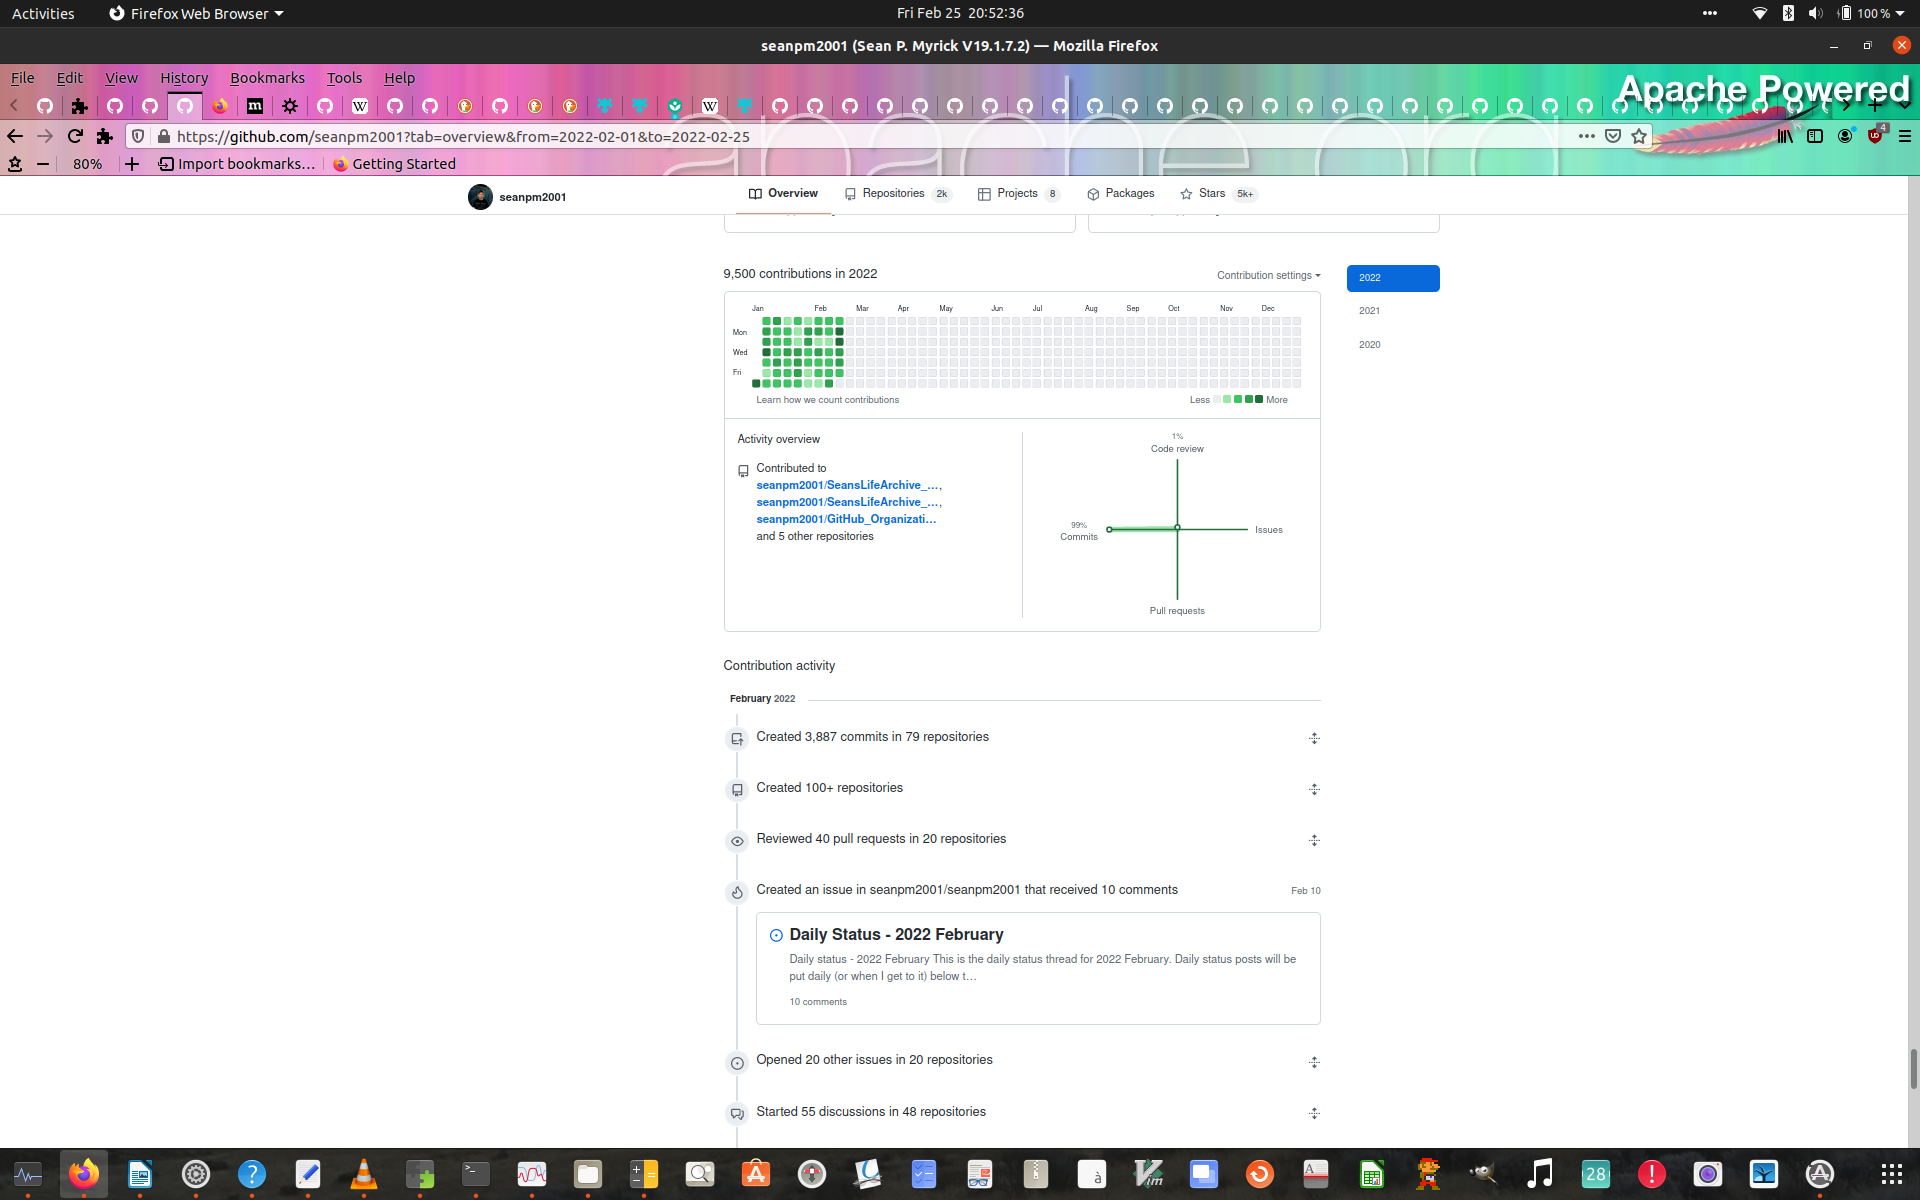 Activities
Firefox Web Browser
Fri Feb 25  20:52:36
100 %
seanpm2001 (Sean P. Myrick V19.1.7.2) — Mozilla Firefox
File Edit View History Bookmarks Tools Help
Apache Powered
https://github.com/seanpm2001?tab=overview&from=2022-02-01&to=2022-02-25
4
80%
Import bookmarks...
Getting Started
seanpm2001
Overview
Repositories 2k
Projects 8
Packages
Stars 5k+
9,500 contributions in 2022
Contribution settings
2022
2021
2020
Jan Feb Mar Apr May Jun Jul Aug Sep Oct Nov Dec
Mon
Wed
Fri
Learn how we count contributions
Less
More
Activity overview
Contributed to
seanpm2001/SeansLifeArchive_...,
seanpm2001/SeansLifeArchive_...,
seanpm2001/GitHub_Organizati...
and 5 other repositories
1%
Code review
99%
Commits
Issues
Pull requests
Contribution activity
February 2022
Created 3,887 commits in 79 repositories
Created 100+ repositories
Reviewed 40 pull requests in 20 repositories
Created an issue in seanpm2001/seanpm2001 that received 10 comments
Feb 10
Daily Status - 2022 February
Daily status - 2022 February This is the daily status thread for 2022 February. Daily status posts will be
put daily (or when I get to it) below t...
10 comments
Opened 20 other issues in 20 repositories
Started 55 discussions in 48 repositories
28